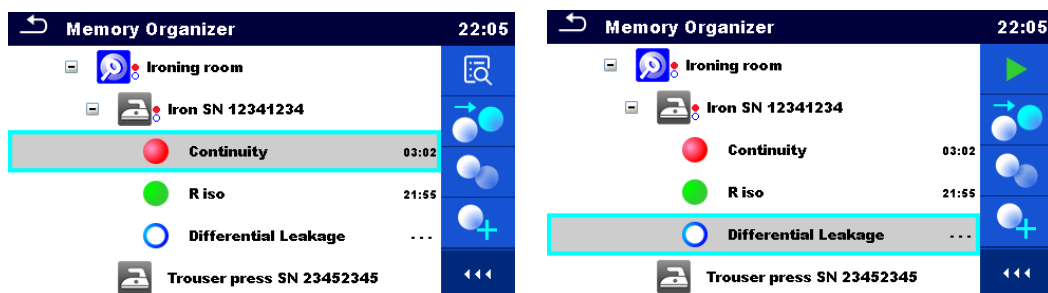 Memory Organizer 22:05
Ironing room
Iron SN 12341234
Continuity 03:02
R iso 21:55
Differential Leakage ---
Trouser press SN 23452345
Memory Organizer 22:05
Ironing room
Iron SN 12341234
Continuity 03:02
R iso 21:55
Differential Leakage ---
Trouser press SN 23452345